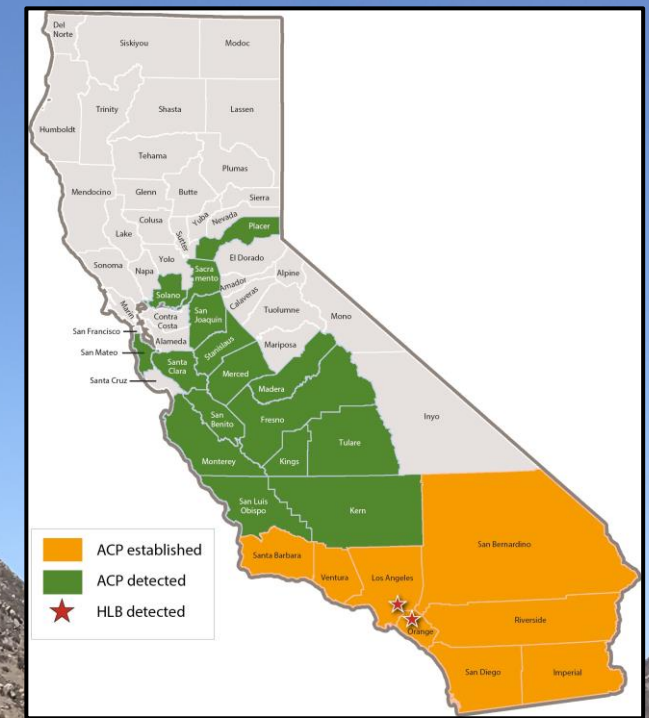 Del
Norte
Siskiyou
Modoc
Trinity
Shasta
Lassen
Humboldt
Tehama
Plumas
Mendocino
Glenn
Butte
Sierra
Colusa
Yuba
Nevada
Placer
Lake
Sutter
Yolo
El Dorado
Sonoma
Napa
Sacra
mento
Alpine
Amador
Solano
Calaveras
Marin
Contra
Costa
San
Joaquin
Tuolumne
Mono
San Francisco
Alameda
Stanislaus
Mariposa
San Mateo
Santa
Clara
Merced
Santa Cruz
Madera
San
Benito
Fresno
Inyo
Monterey
Kings
Tulare
San Luis
Obispo
Kern
Santa Barbara
Ventura
Los Angeles
San Bernardino
Orange
Riverside
San Diego
Imperial
ACP established
ACP detected
HLB detected